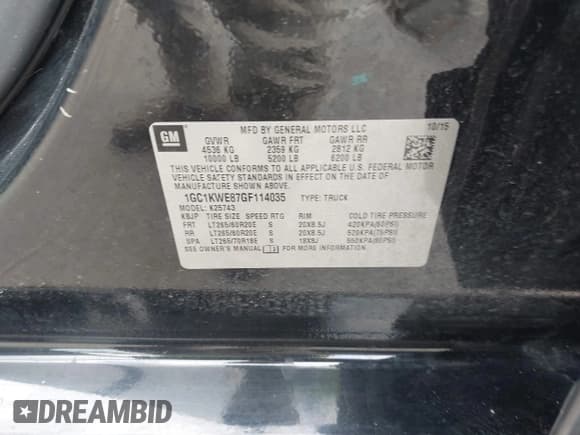 GM
MFD BY GENERAL MOTORS LLC 10/15
GVWR GAWR FRT GAWR RR
4536 KG 2359 KG 2812 KG
10000 LB 5200 LB 6200 LB
THIS VEHICLE CONFORMS TO ALL APPLICABLE U.S. FEDERAL MOTOR
VEHICLE SAFETY STANDARDS IN EFFECT ON THE DATE OF
MANUFACTURE SHOWN ABOVE.
1GC1KWE87GF114035 TYPE: TRUCK
MODEL: K25743
KBJP TIRE SIZE SPEED RTG RIM COLD TIRE PRESSURE
FRT LT265/60R20E S 20X8.5J 420KPA(60PSI)
RR LT265/60R20E S 20X8.5J 520KPA(75PSI)
SPA LT265/70R18E S 18X8J 550KPA(80PSI)
SEE OWNER'S MANUAL FOR MORE INFORMATION
DREAMBID